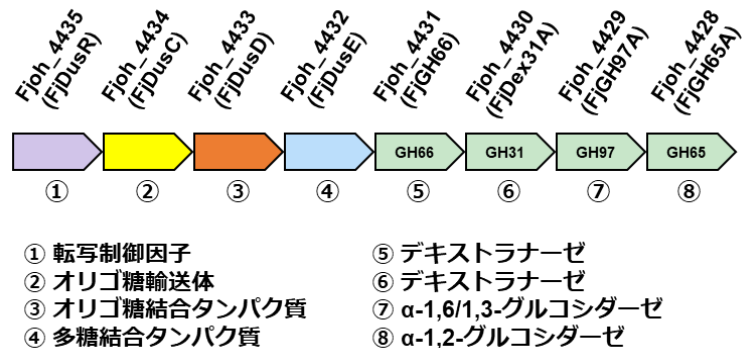 Fjoh_4435
(FjDusR)
Fjoh_4434
(FjDusC)
Fjoh_4433
(FjDusD)
Fjoh_4432
(FjDusE)
Fjoh_4431
(FjGH66)
Fjoh_4430
(FjDex31A)
Fjoh_4429
(FjGH97A)
Fjoh_4428
(FjGH65A)
GH66 GH31 GH97 GH65
① ② ③ ④ ⑤ ⑥ ⑦ ⑧
① 転写制御因子
② オリゴ糖輸送体
③ オリゴ糖結合タンパク質
④ 多糖結合タンパク質
⑤ デキストラナーゼ
⑥ デキストラナーゼ
⑦ α-1,6/1,3-グルコシダーゼ
⑧ α-1,2-グルコシダーゼ